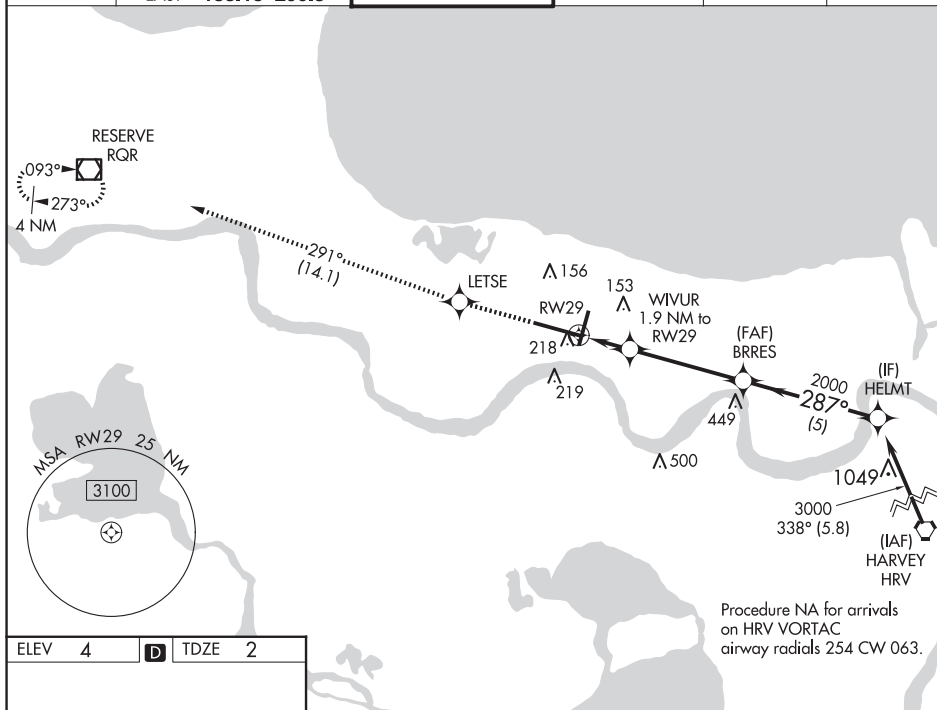 RESERVE
RQR
093°
273°
4 NM
291°
(14.1)
LETSE
156
153
RW29
WIVUR
1.9 NM to
RW29
218
219
(FAF)
BRRES
2000
287°
(5)
(IF)
HELMT
449
500
1049
3000
338° (5.8)
(IAF)
HARVEY
HRV
MSA RW29 25 NM
3100
Procedure NA for arrivals
on HRV VORTAC
airway radials 254 CW 063.
ELEV 4 D TDZE 2